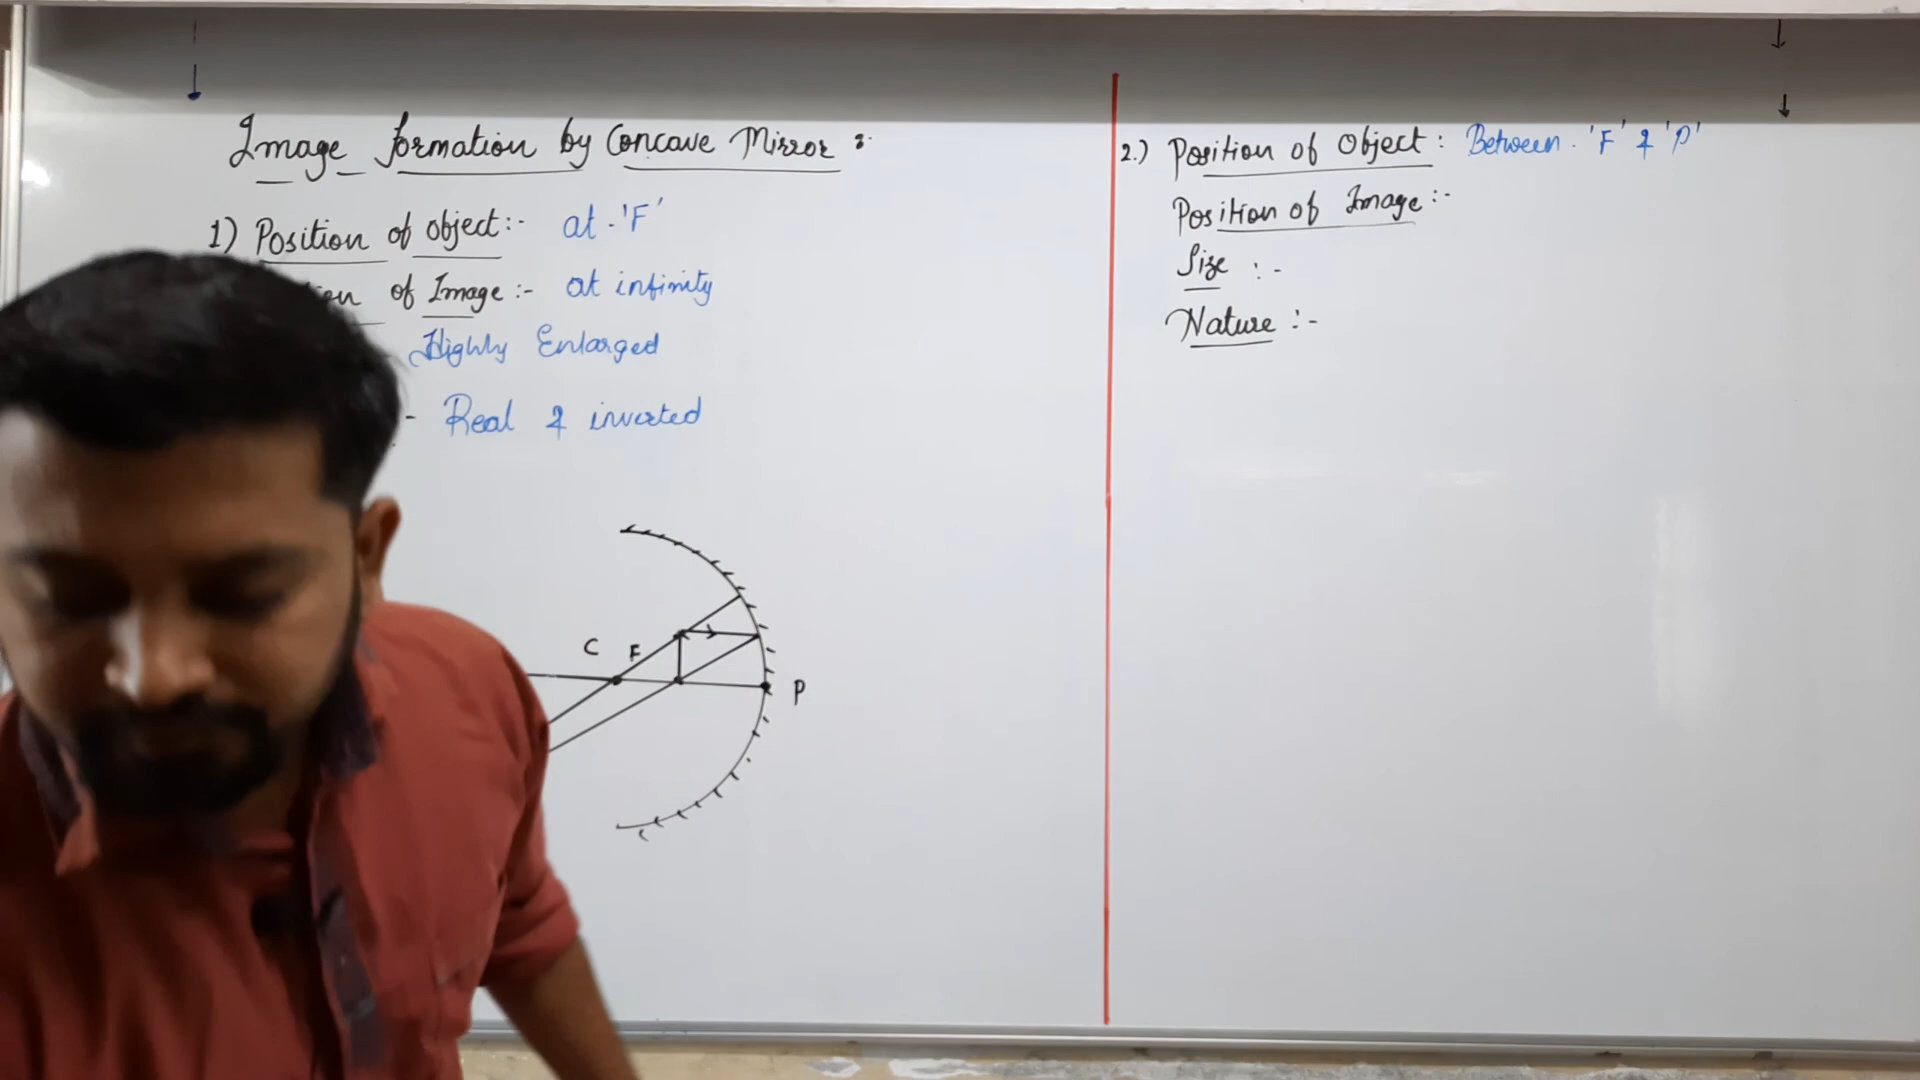 Image formation by Concave Mirror :
1) Position of object :- at 'F'
of Image :- at infinity
Highly Enlarged
- Real & inverted
C F
P
2.) Position of Object : Between 'F' & 'P'
Position of Image :-
Size :-
Nature :-